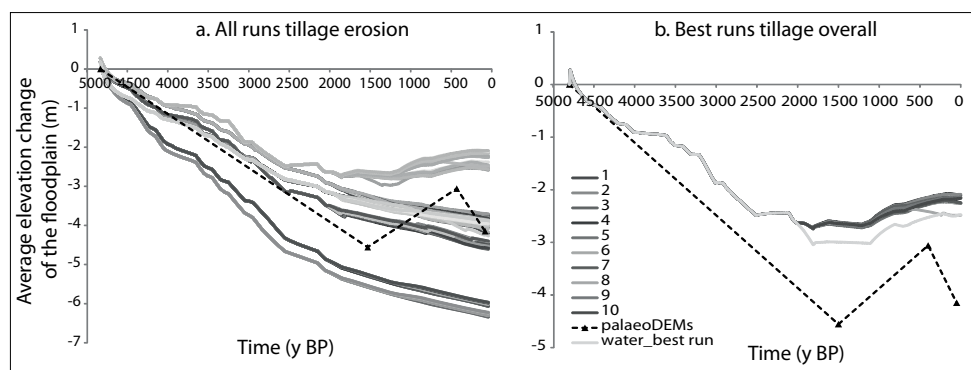 a. All runs tillage erosion
1
0
5000 4500 4000 3500 3000 2500 2000 1500 1000 500 0
-1
-2
-3
-4
-5
-6
-7
Average elevation change
of the floodplain (m)
Time (y BP)
b. Best runs tillage overall
1
0
5000 4500 4000 3500 3000 2500 2000 1500 1000 500 0
-1
-2
-3
-4
-5
1
2
3
4
5
6
7
8
9
10
palaeoDEMs
water_best run
Time (y BP)